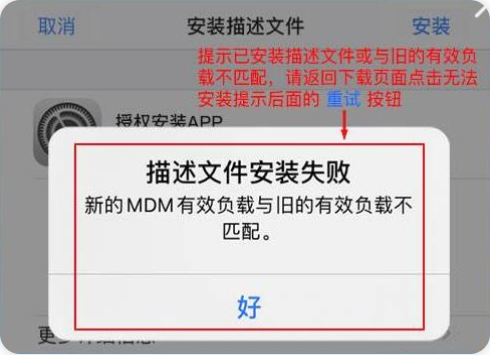 取消 安装描述文件 安装
提示已安装描述文件或与旧的有效负
载不匹配，请返回下载页面点击无法
安装提示后面的 重试 按钮
授权安装APP
描述文件安装失败
新的MDM有效负载与旧的有效负载不
匹配。
好